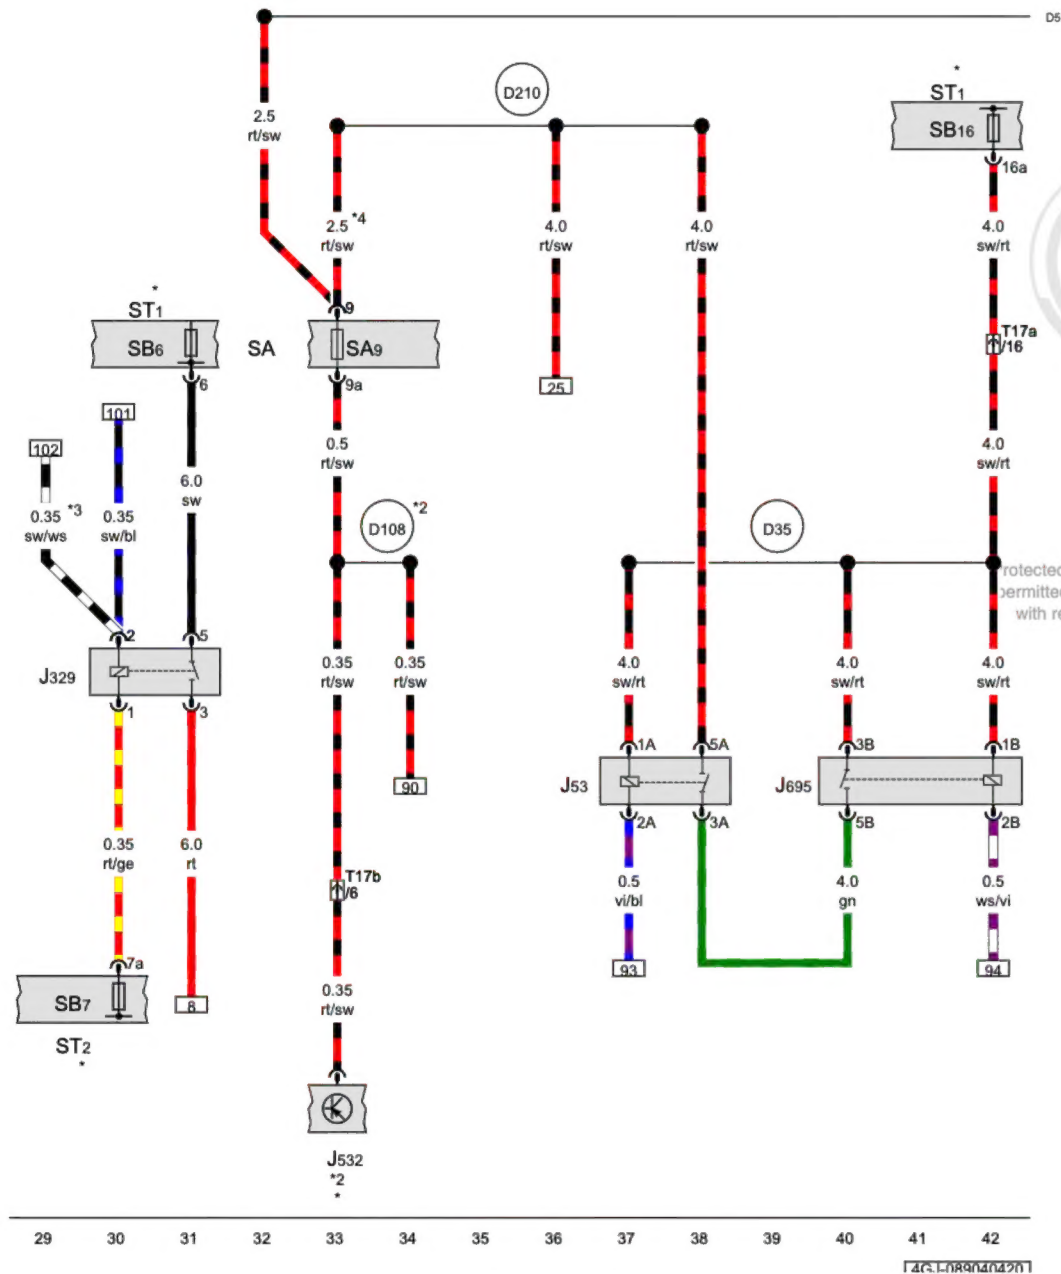 D5
D210
*
ST1
SB16
16a
2.5
rt/sw
2.5 *4
rt/sw
4.0
rt/sw
4.0
rt/sw
4.0
sw/rt
9
*
ST1
SB6
SA
SA9
T17a
/16
6
9a
25
101
102
0.5
rt/sw
4.0
sw/rt
6.0
sw
0.35 *3
sw/ws
0.35
sw/bl
D108 *2
D35
rotected
permitted
with re
2
5
J329
0.35
rt/sw
0.35
rt/sw
4.0
sw/rt
4.0
sw/rt
4.0
sw/rt
1
3
1A
5A
3B
1B
J53
J695
90
2A
3A
5B
2B
0.35
rt/ge
6.0
rt
T17b
/6
0.5
vi/bl
4.0
gn
0.5
ws/vi
7a
93
94
SB7
8
0.35
rt/sw
ST2
*
J532
*2
*
29 30 31 32 33 34 35 36 37 38 39 40 41 42
4GJ-089040420